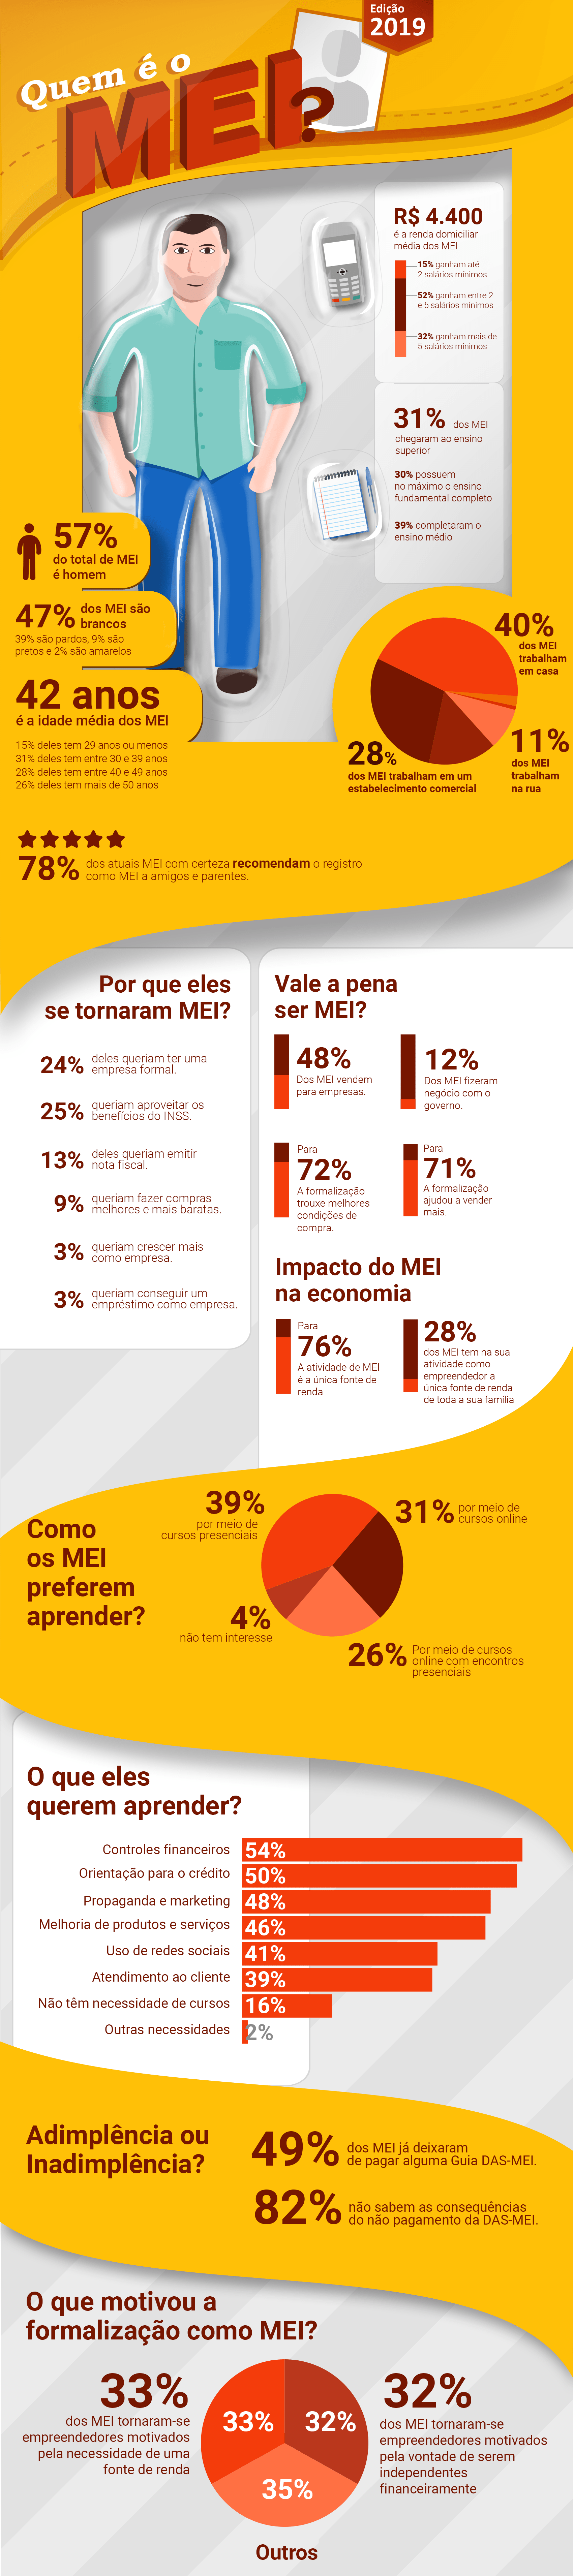 Edição
2019
Quem é o
MEI?
R$ 4.400
é a renda domiciliar
média dos MEI
15% ganham até
2 salários mínimos
52% ganham entre 2
e 5 salários mínimos
32% ganham mais de
5 salários mínimos
31% dos MEI
chegaram ao ensino
superior
30% possuem
no máximo o ensino
fundamental completo
39% completaram o
ensino médio
57%
do total de MEI
é homem
47% dos MEI são
brancos
39% são pardos, 9% são
pretos e 2% são amarelos
42 anos
é a idade média dos MEI
15% deles tem 29 anos ou menos
31% deles tem entre 30 e 39 anos
28% deles tem entre 40 e 49 anos
26% deles tem mais de 50 anos
40%
dos MEI
trabalham
em casa
11%
dos MEI
trabalham
na rua
28%
dos MEI trabalham em um
estabelecimento comercial
78% dos atuais MEI com certeza recomendam o registro
como MEI a amigos e parentes.
Por que eles
se tornaram MEI?
24% deles queriam ter uma
empresa formal.
25% queriam aproveitar os
benefícios do INSS.
13% deles queriam emitir
nota fiscal.
9% queriam fazer compras
melhores e mais baratas.
3% queriam crescer mais
como empresa.
3% queriam conseguir um
empréstimo como empresa.
Vale a pena
ser MEI?
48%
Dos MEI vendem
para empresas.
12%
Dos MEI fizeram
negócio com o
governo.
Para
72%
A formalização
trouxe melhores
condições de
compra.
Para
71%
A formalização
ajudou a vender
mais.
Impacto do MEI
na economia
Para
76%
A atividade de MEI
é a única fonte de
renda
28%
dos MEI tem na sua
atividade como
empreendedor a
única fonte de renda
de toda a sua família
Como
os MEI
preferem
aprender?
39%
por meio de
cursos presenciais
31% por meio de
cursos online
4%
não tem interesse
26% Por meio de cursos
online com encontros
presenciais
O que eles
querem aprender?
Controles financeiros 54%
Orientação para o crédito 50%
Propaganda e marketing 48%
Melhoria de produtos e serviços 46%
Uso de redes sociais 41%
Atendimento ao cliente 39%
Não têm necessidade de cursos 16%
Outras necessidades 2%
Adimplência ou
Inadimplência?
49% dos MEI já deixaram
de pagar alguma Guia DAS-MEI.
82% não sabem as consequências
do não pagamento da DAS-MEI.
O que motivou a
formalização como MEI?
33%
dos MEI tornaram-se
empreendedores motivados
pela necessidade de uma
fonte de renda
33%
32%
35%
32%
dos MEI tornaram-se
empreendedores motivados
pela vontade de serem
independentes
financeiramente
Outros